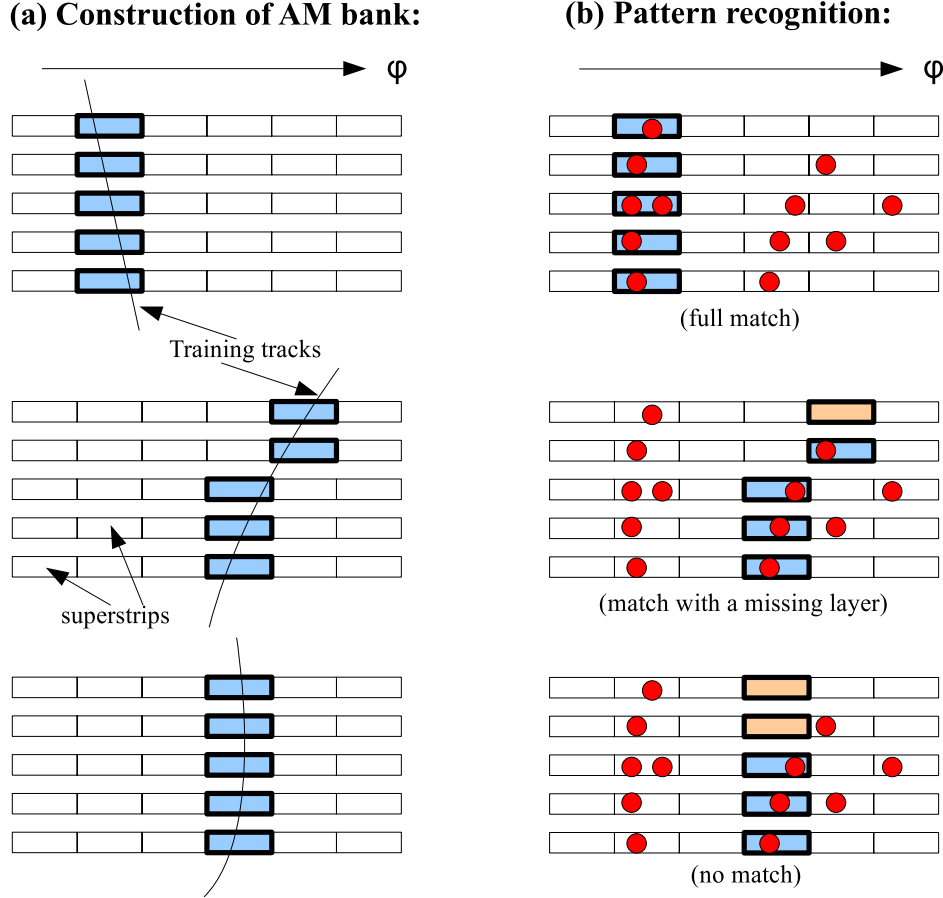 (a) Construction of AM bank:
φ
Training tracks
superstrips
(b) Pattern recognition:
φ
(full match)
(match with a missing layer)
(no match)